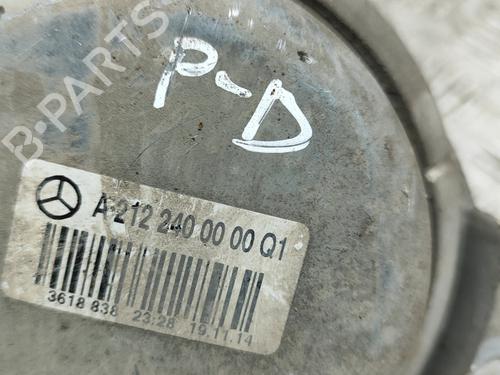 B-PARTS
P-D
A 212 240 00 00 Q1
3618 838 23:28 19.11.14